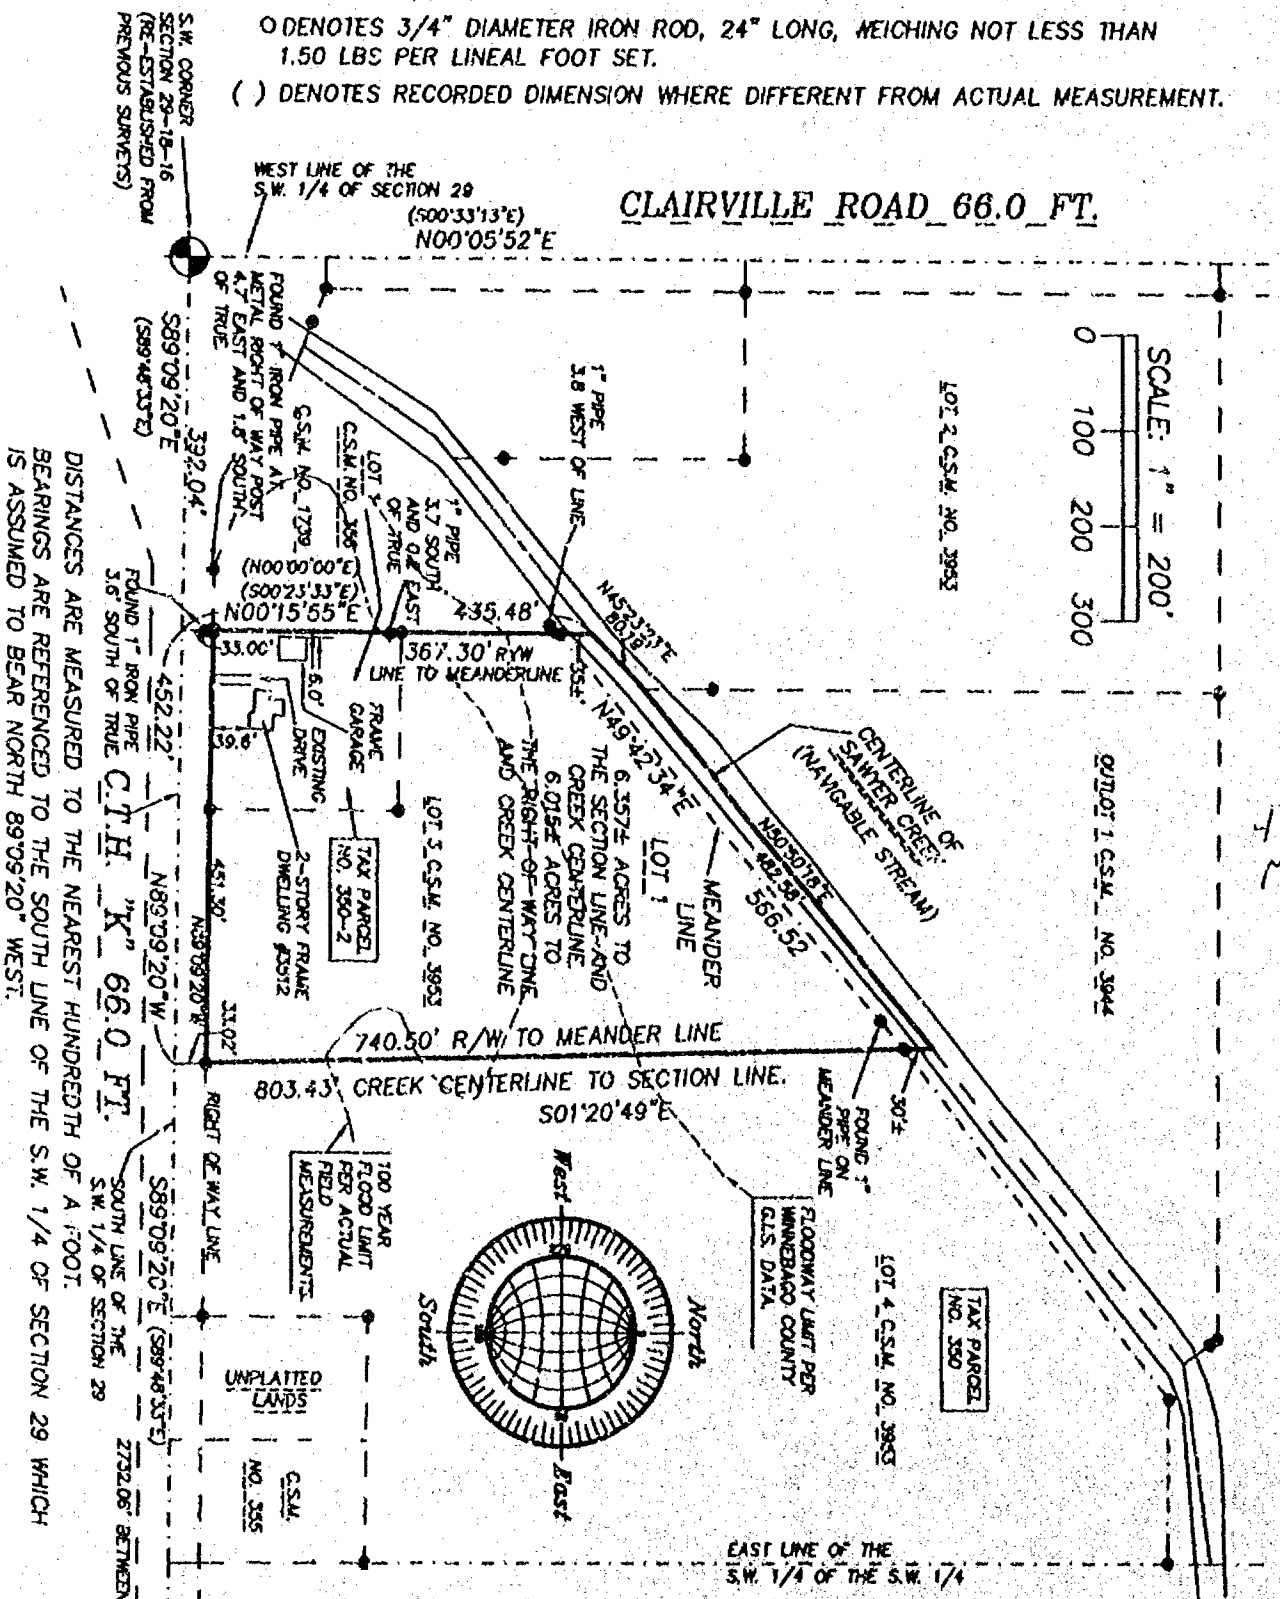 O DENOTES 3/4" DIAMETER IRON ROD, 24" LONG, WEICHING NOT LESS THAN
1.50 LBS PER LINEAL FOOT SET.
( ) DENOTES RECORDED DIMENSION WHERE DIFFERENT FROM ACTUAL MEASUREMENT.
S.W. CORNER
SECTION 29-18-16
(RE-ESTABLISHED FROM
PREVIOUS SURVEYS)
WEST LINE OF THE
S.W. 1/4 OF SECTION 29
(S00°33'13"E)
N00°05'52"E
CLAIRVILLE ROAD 66.0 FT.
SCALE: 1" = 200'
0 100 200 300
LOT 2 C.S.M. NO. 3953
1" PIPE
3.8 WEST OF LINE
FOUND 1" IRON PIPE AT
METAL RIGHT OF WAY POST
4.7' EAST AND 1.8' SOUTH
OF TRUE
S89°09'20"E
(S89°48'33"E)
392.04'
C.S.M. NO. 1739
LOT 1
C.S.M. NO. 356
1" PIPE
3.7 SOUTH
AND 0.2 EAST
OF TRUE
(N00°00'00"E)
(S00°23'33"E)
N00°15'55"E
435.48'
367.30' RYW
LINE TO MEANDERLINE
35±
N45°23'13"E
80.78'
33.00'
6.0'
39.6'
FRAME
GARAGE
EXISTING
DRIVE
2-STORY FRAME
DWELLING #3512
TAX PARCEL
NO. 350-2
LOT 3 C.S.M. NO. 3953
FOUND 1" IRON PIPE
3.6' SOUTH OF TRUE
452.22'
N89°09'20"W
451.30'
N89°09'20"W
33.02'
C.T.H. "K" 66.0 FT.
N49°42'34"E
566.52
N50°50'18"E
482.58'
6.357± ACRES TO
THE SECTION LINE AND
CREEK CENTERLINE.
6.015± ACRES TO
THE RIGHT-OF-WAY LINE
AND CREEK CENTERLINE
LOT 1
MEANDER
LINE
CENTERLINE OF
SAWYER CREEK
(NAVIGABLE STREAM)
OUTLOT 1 C.S.M. NO. 3944
740.50' R/W TO MEANDER LINE
803.43' CREEK CENTERLINE TO SECTION LINE.
S01°20'49"E
30'±
FOUND 1"
PIPE ON
MEANDER LINE
DISTANCES ARE MEASURED TO THE NEAREST HUNDREDTH OF A FOOT.
BEARINGS ARE REFERENCED TO THE SOUTH LINE OF THE S.W. 1/4 OF SECTION 29 WHICH
IS ASSUMED TO BEAR NORTH 89°09'20" WEST.
RIGHT OF WAY LINE
S89°09'20"E (S89°48'33"E)
SOUTH LINE OF THE
S.W. 1/4 OF SECTION 29
2732.06' BETWEEN
100 YEAR
FLOOD LIMIT
PER ACTUAL
FIELD
MEASUREMENTS
FLOODWAY LIMIT PER
WINNEBAGO COUNTY
G.I.S. DATA.
LOT 4 C.S.M. NO. 3953
TAX PARCEL
NO. 350
West
North
South
East
UNPLATTED
LANDS
C.S.M.
NO. 355
EAST LINE OF THE
S.W. 1/4 OF THE S.W. 1/4